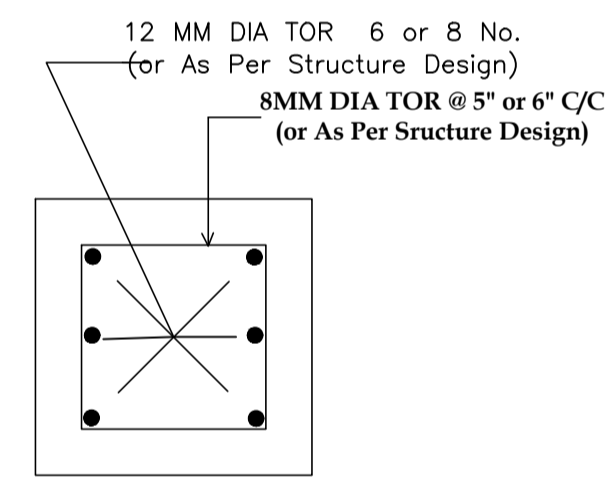 12 MM DIA TOR 6 or 8 No.
(or As Per Structure Design)
8MM DIA TOR @ 5" or 6" C/C
(or As Per Sructure Design)